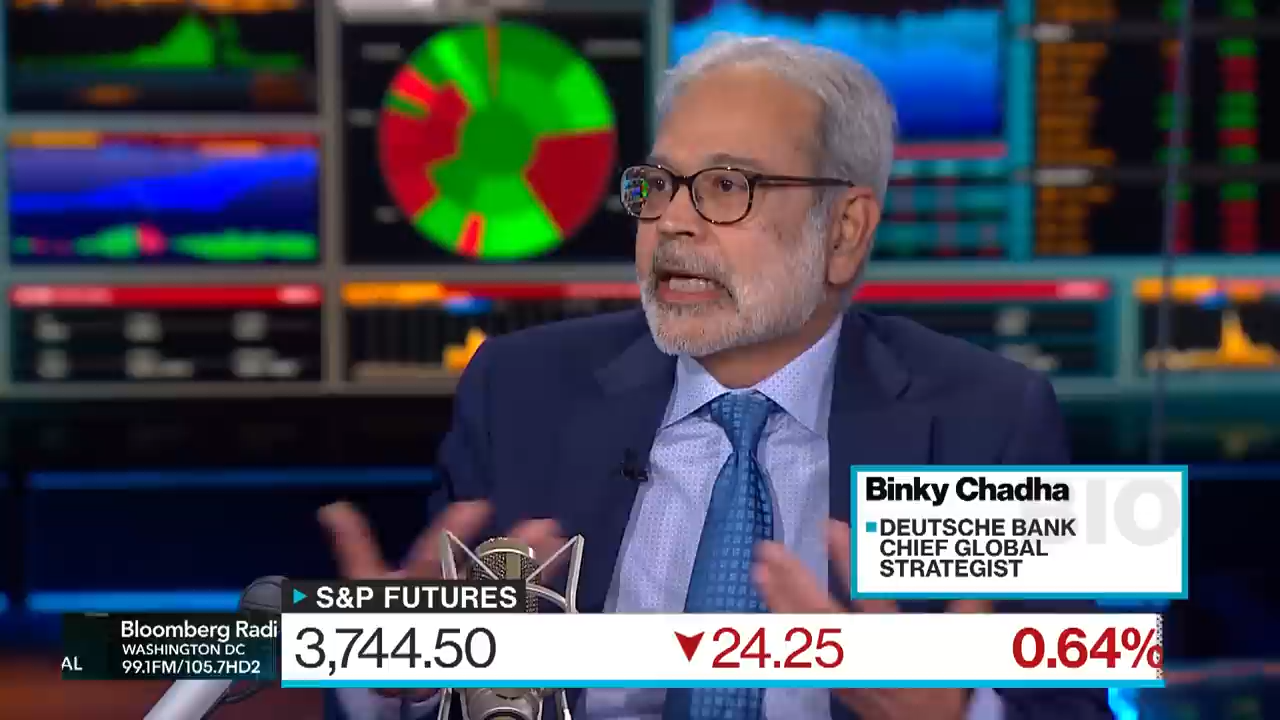 Binky Chadha
DEUTSCHE BANK
CHIEF GLOBAL
STRATEGIST
S&P FUTURES
3,744.50 ▼24.25 0.64%
AL
Bloomberg Radi
WASHINGTON DC
99.1FM/105.7HD2